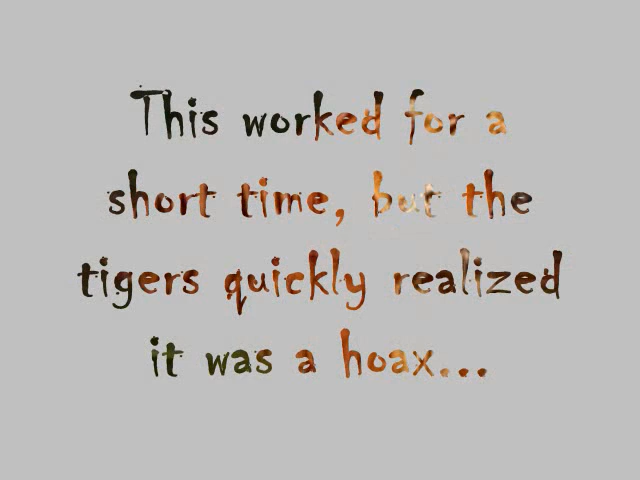 This worked for a
short time, but the
tigers quickly realized
it was a hoax...